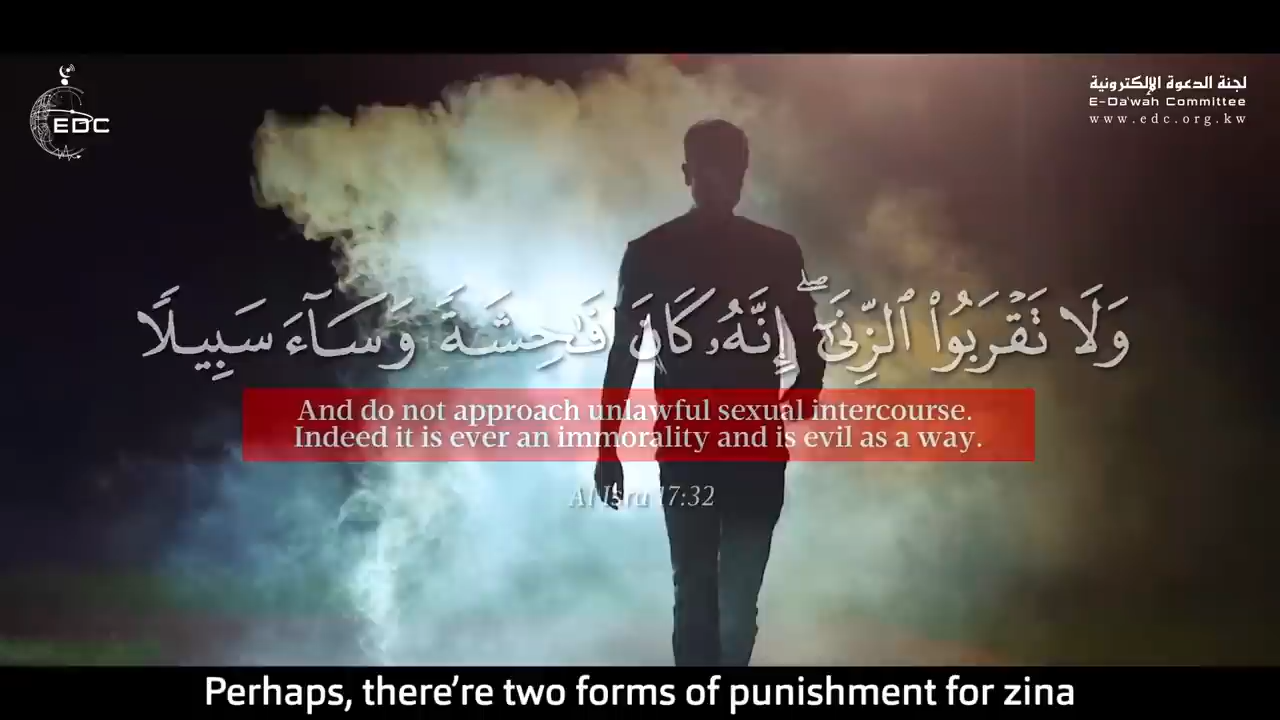 EDC
لجنة الدعوة الإلكترونية
E-Da'wah Committee
www.edc.org.kw
وَلَا تَقْرَبُوا۟ ٱلزِّنَىٰٓ ۖ إِنَّهُۥ كَانَ فَـٰحِشَةً وَسَآءَ سَبِيلًا
And do not approach unlawful sexual intercourse.
Indeed it is ever an immorality and is evil as a way.
Al Isra 17:32
Perhaps, there're two forms of punishment for zina